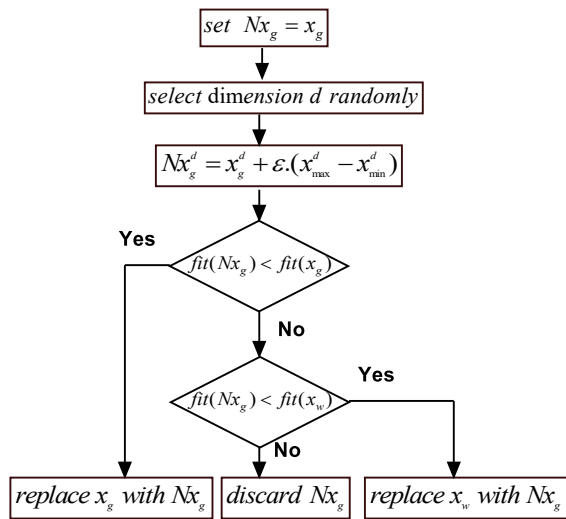 set Nx_g = x_g
select dimension d randomly
Nx_g^d = x_g^d + ε.(x_max^d − x_min^d)
Yes
fit(Nx_g) < fit(x_g)
No
Yes
fit(Nx_g) < fit(x_w)
No
replace x_g with Nx_g
discard Nx_g
replace x_w with Nx_g